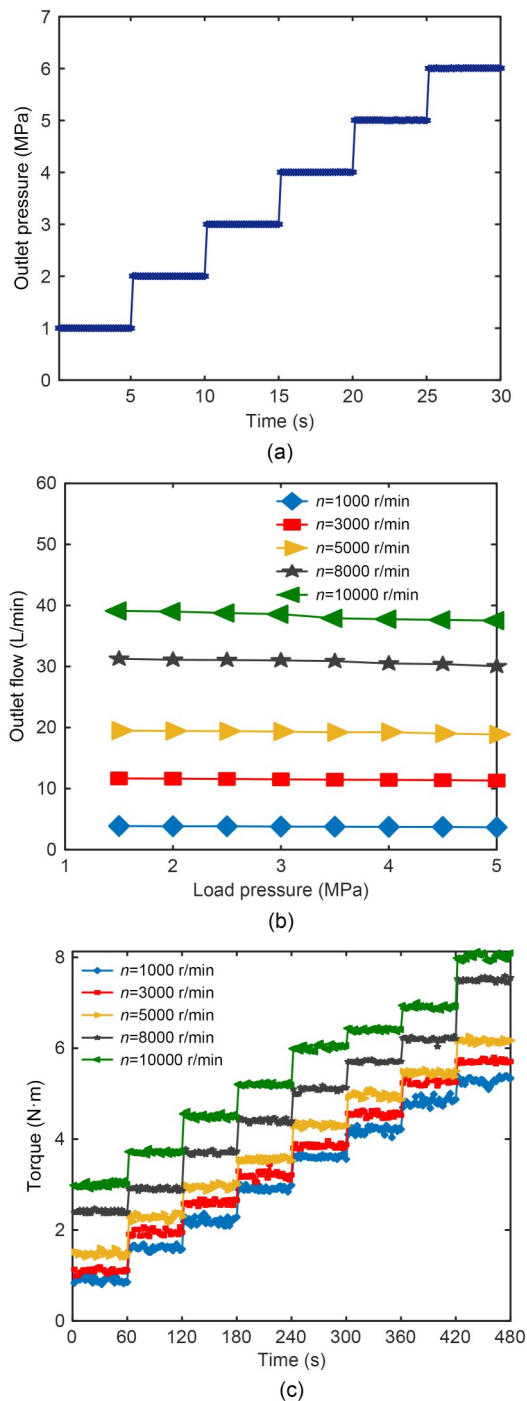 7
6
5
4
3
2
1
0
Outlet pressure (MPa)
5 10 15 20 25 30
Time (s)
(a)
60
50
40
30
20
10
0
Outlet flow (L/min)
n=1000 r/min
n=3000 r/min
n=5000 r/min
n=8000 r/min
n=10000 r/min
1 2 3 4 5
Load pressure (MPa)
(b)
8
6
4
2
0
Torque (N·m)
n=1000 r/min
n=3000 r/min
n=5000 r/min
n=8000 r/min
n=10000 r/min
0 60 120 180 240 300 360 420 480
Time (s)
(c)